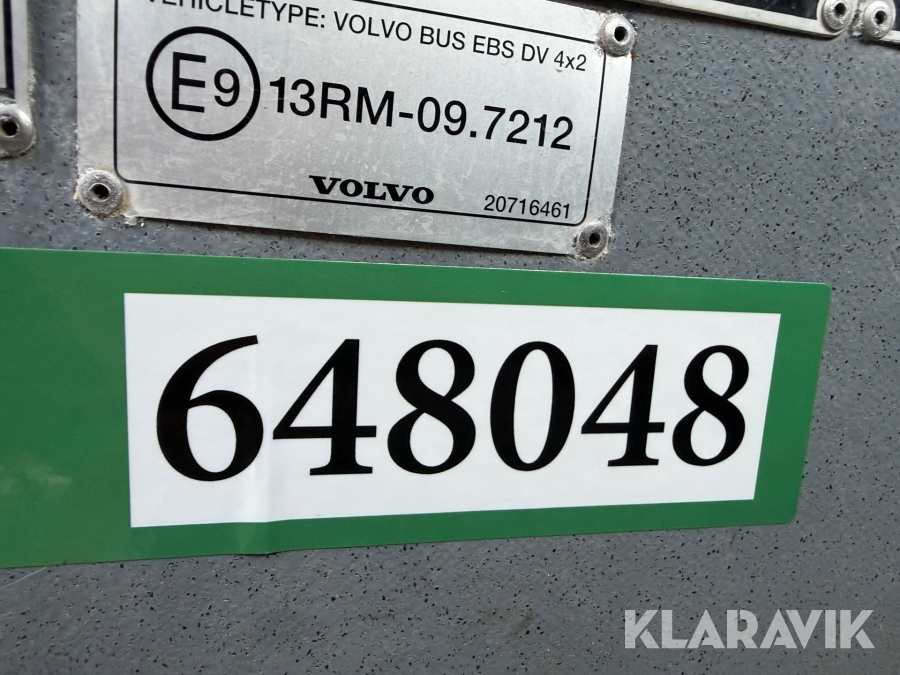 VEHICLETYPE: VOLVO BUS EBS DV 4x2
E9 13RM-09.7212
VOLVO 20716461
648048
KLARAVIK